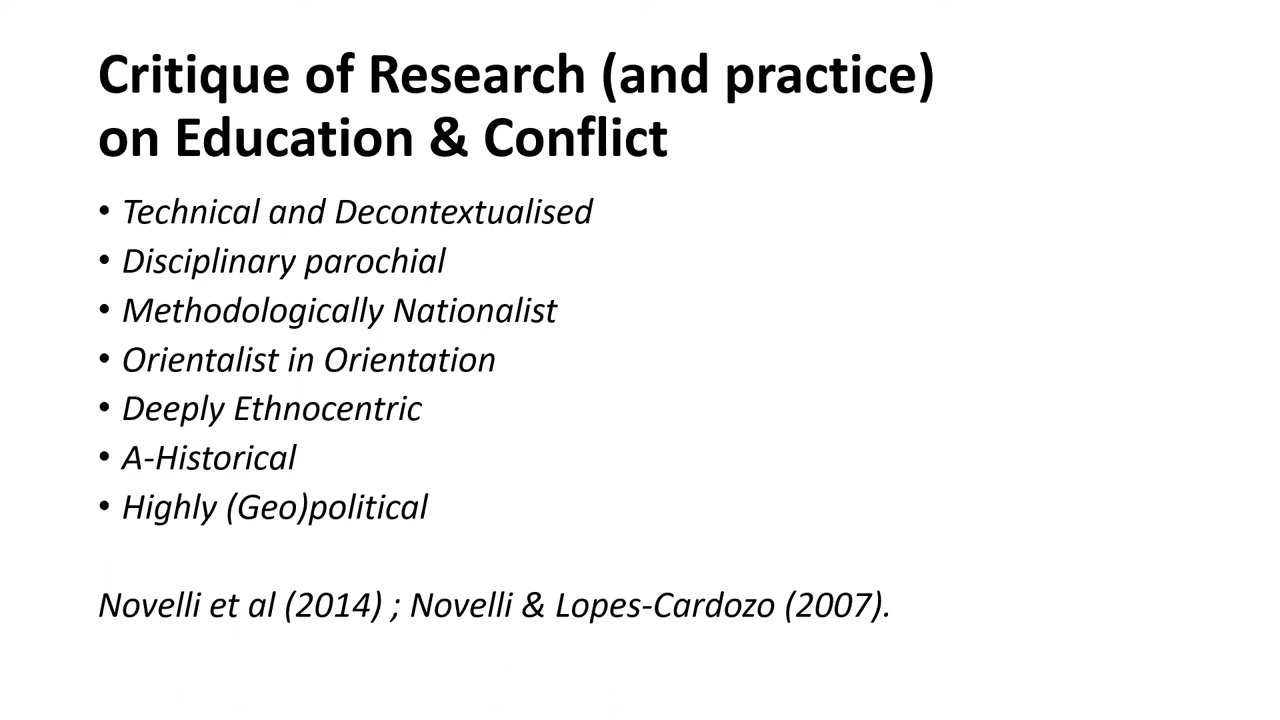 Critique of Research (and practice)
on Education & Conflict
• Technical and Decontextualised
• Disciplinary parochial
• Methodologically Nationalist
• Orientalist in Orientation
• Deeply Ethnocentric
• A-Historical
• Highly (Geo)political
Novelli et al (2014) ; Novelli & Lopes-Cardozo (2007).